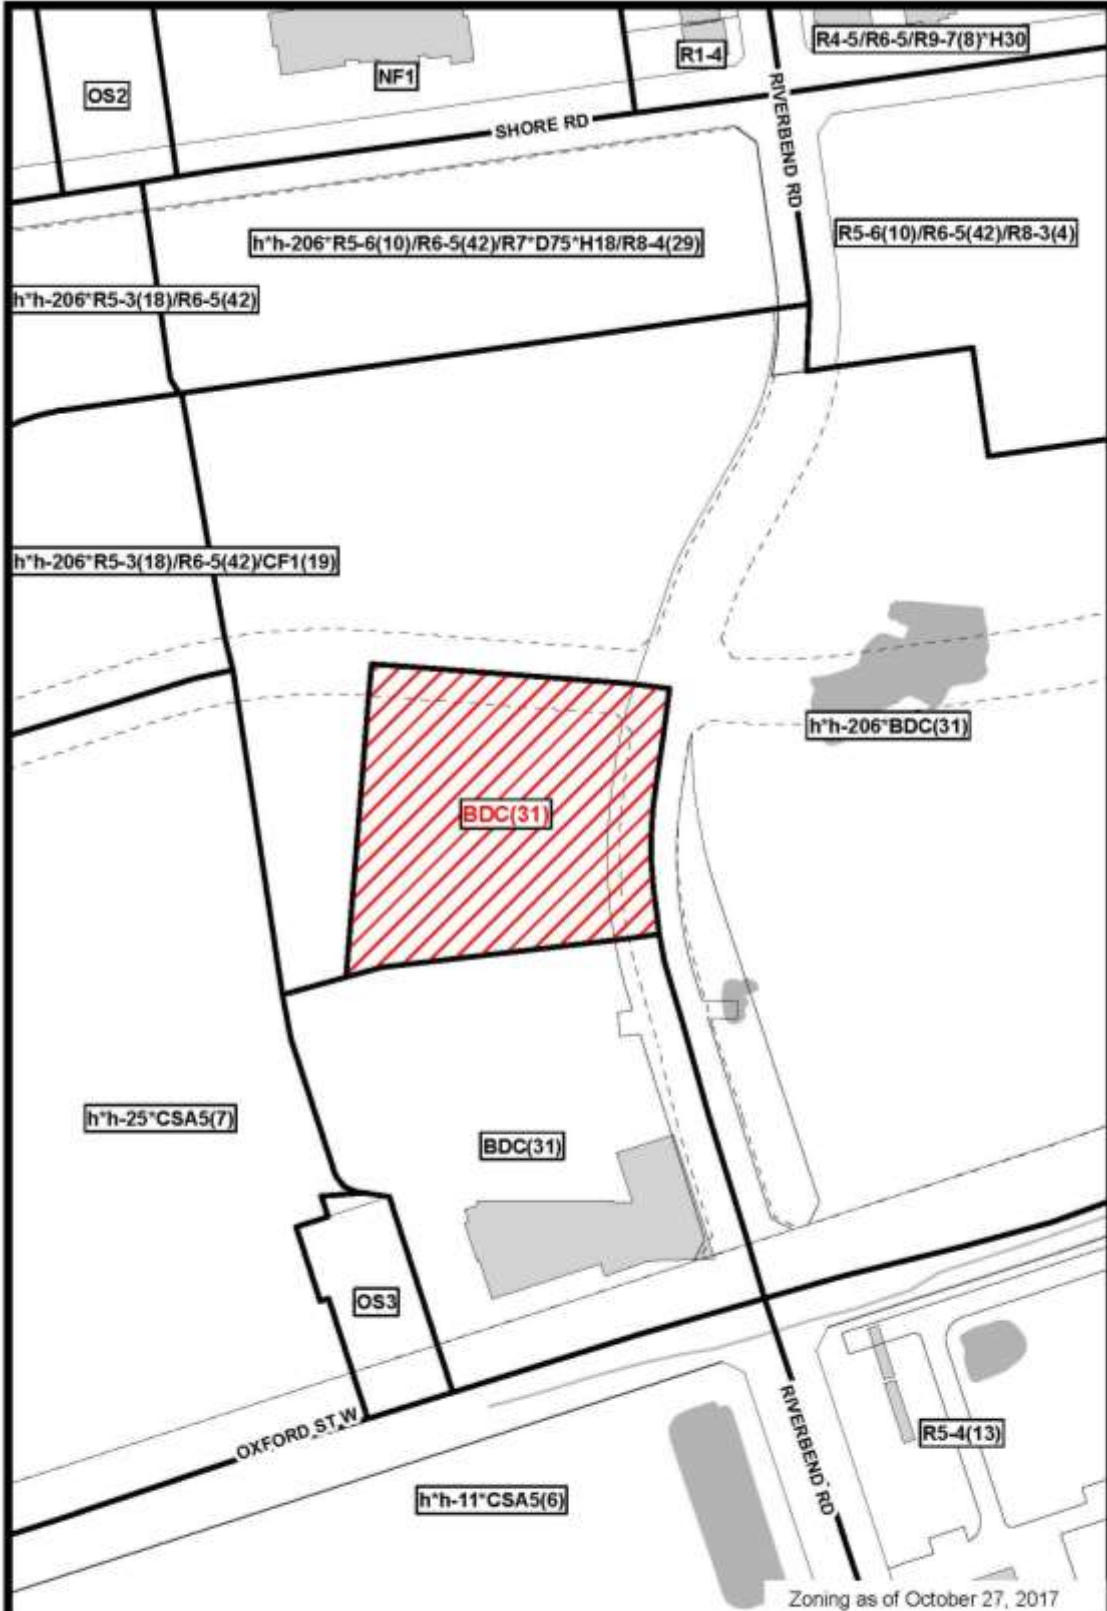 R4-5/R6-5/R9-7(8)*H30
R1-4
NF1
OS2
SHORE RD
RIVERBEND RD
h*h-206*R5-6(10)/R6-5(42)/R7*D75*H18/R8-4(29)
R5-6(10)/R6-5(42)/R8-3(4)
h*h-206*R5-3(18)/R6-5(42)
h*h-206*R5-3(18)/R6-5(42)/CF1(19)
h*h-206*BDC(31)
BDC(31)
h*h-25*CSA5(7)
BDC(31)
OS3
OXFORD ST W
RIVERBEND RD
R5-4(13)
h*h-11*CSA5(6)
Zoning as of October 27, 2017